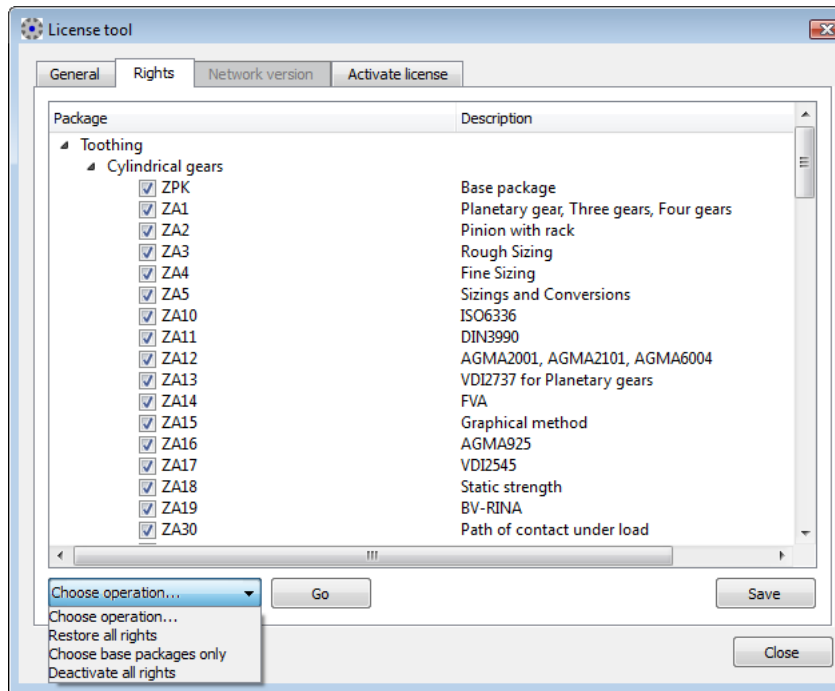 License tool
General Rights Network version Activate license
Package Description
Toothing
Cylindrical gears
ZPK Base package
ZA1 Planetary gear, Three gears, Four gears
ZA2 Pinion with rack
ZA3 Rough Sizing
ZA4 Fine Sizing
ZA5 Sizings and Conversions
ZA10 ISO6336
ZA11 DIN3990
ZA12 AGMA2001, AGMA2101, AGMA6004
ZA13 VDI2737 for Planetary gears
ZA14 FVA
ZA15 Graphical method
ZA16 AGMA925
ZA17 VDI2545
ZA18 Static strength
ZA19 BV-RINA
ZA30 Path of contact under load
Choose operation... Go Save
Choose operation...
Restore all rights
Choose base packages only
Deactivate all rights
Close